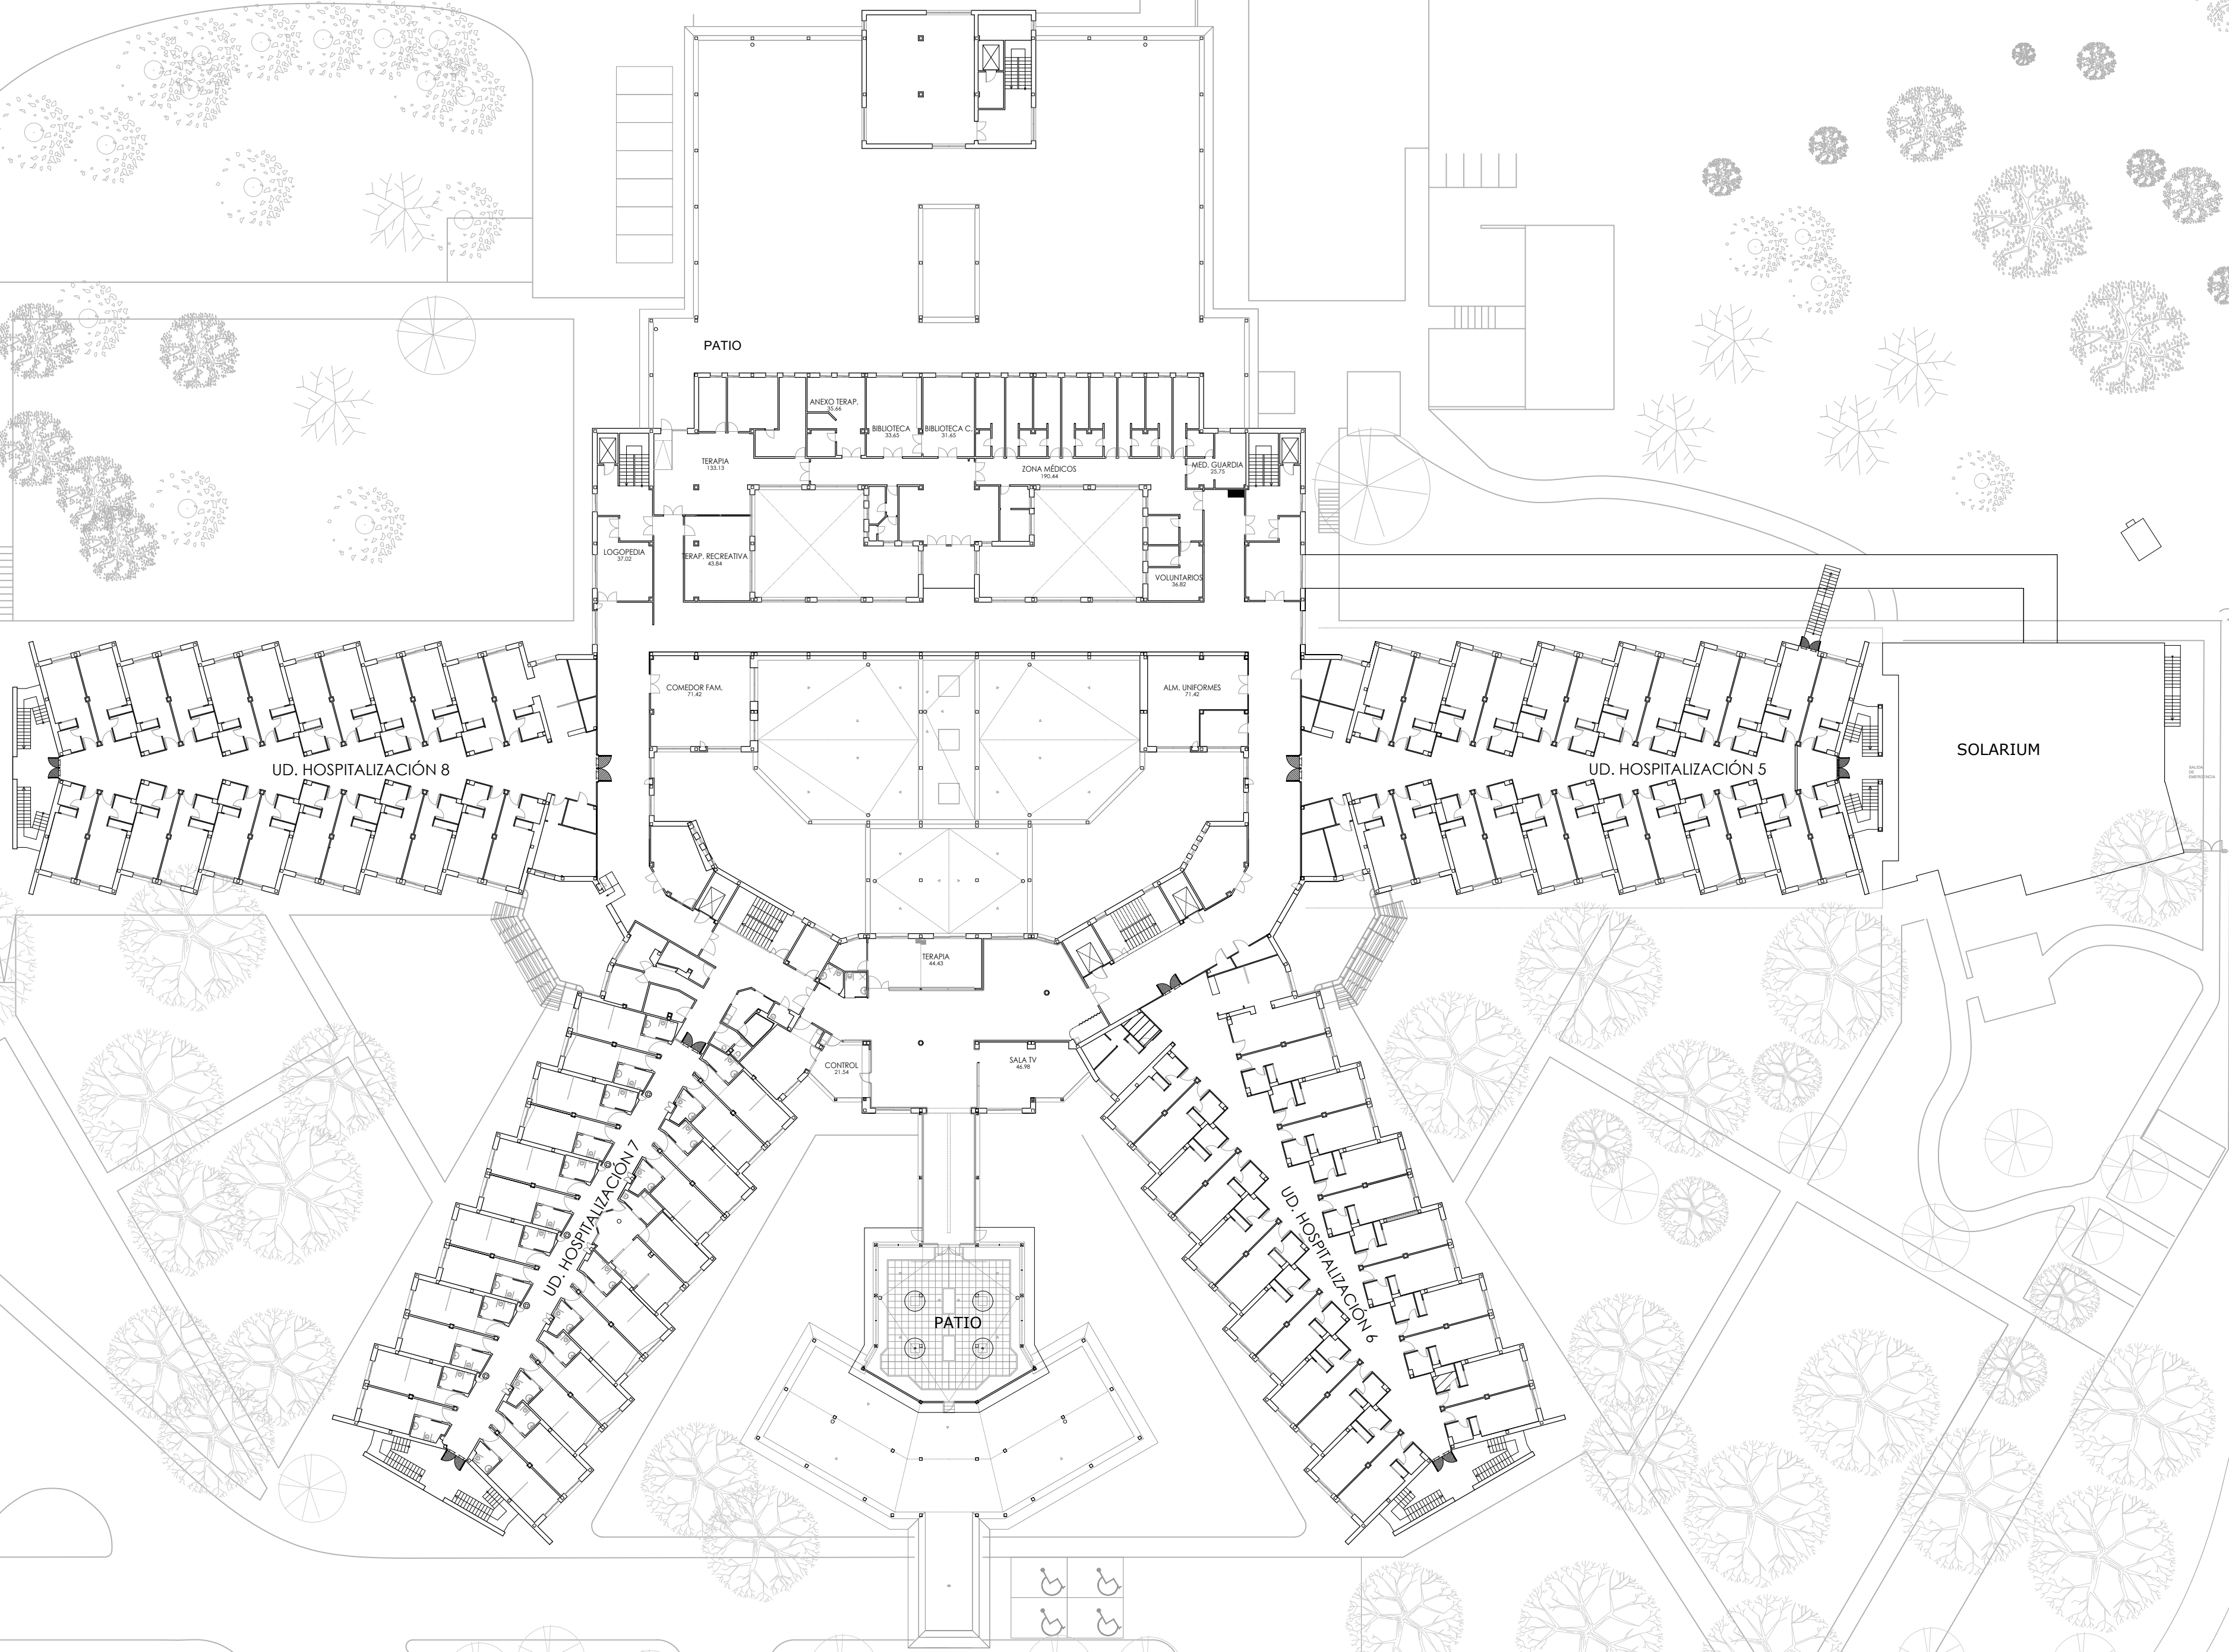 PATIO
ANEXO TERAP.
35.66
BIBLIOTECA
33.65
BIBLIOTECA C.
31.65
TERAPIA
133.13
ZONA MÉDICOS
190.44
MED. GUARDIA
25.75
LOGOPEDIA
37.02
TERAP. RECREATIVA
43.84
VOLUNTARIOS
36.82
COMEDOR FAM.
71.42
ALM. UNIFORMES
71.42
UD. HOSPITALIZACIÓN 8
UD. HOSPITALIZACIÓN 5
SOLARIUM
SALIDA
DE
EMERGENCIA
TERAPIA
44.43
CONTROL
21.54
SALA TV
46.98
UD. HOSPITALIZACIÓN 7
UD. HOSPITALIZACIÓN 6
PATIO